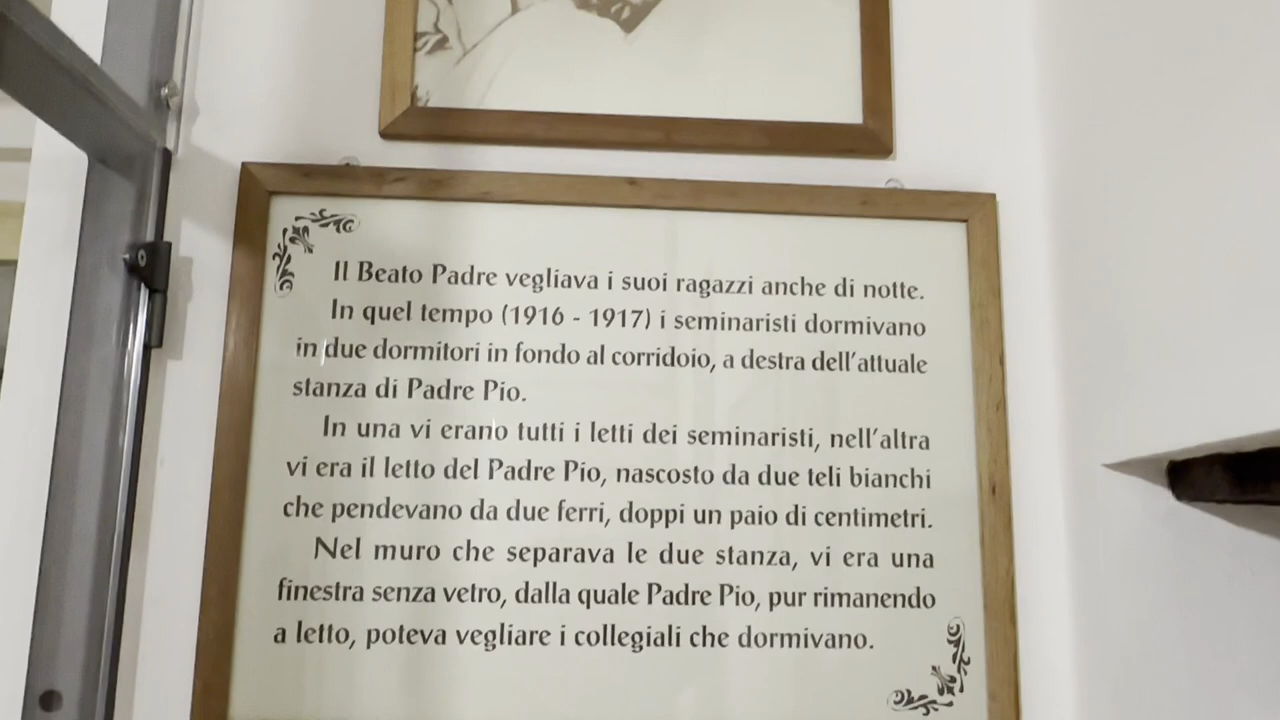 Il Beato Padre vegliava i suoi ragazzi anche di notte.
In quel tempo (1916 - 1917) i seminaristi dormivano
in due dormitori in fondo al corridoio, a destra dell'attuale
stanza di Padre Pio.
In una vi erano tutti i letti dei seminaristi, nell'altra
vi era il letto del Padre Pio, nascosto da due teli bianchi
che pendevano da due ferri, doppi un paio di centimetri.
Nel muro che separava le due stanza, vi era una
finestra senza vetro, dalla quale Padre Pio, pur rimanendo
a letto, poteva vegliare i collegiali che dormivano.